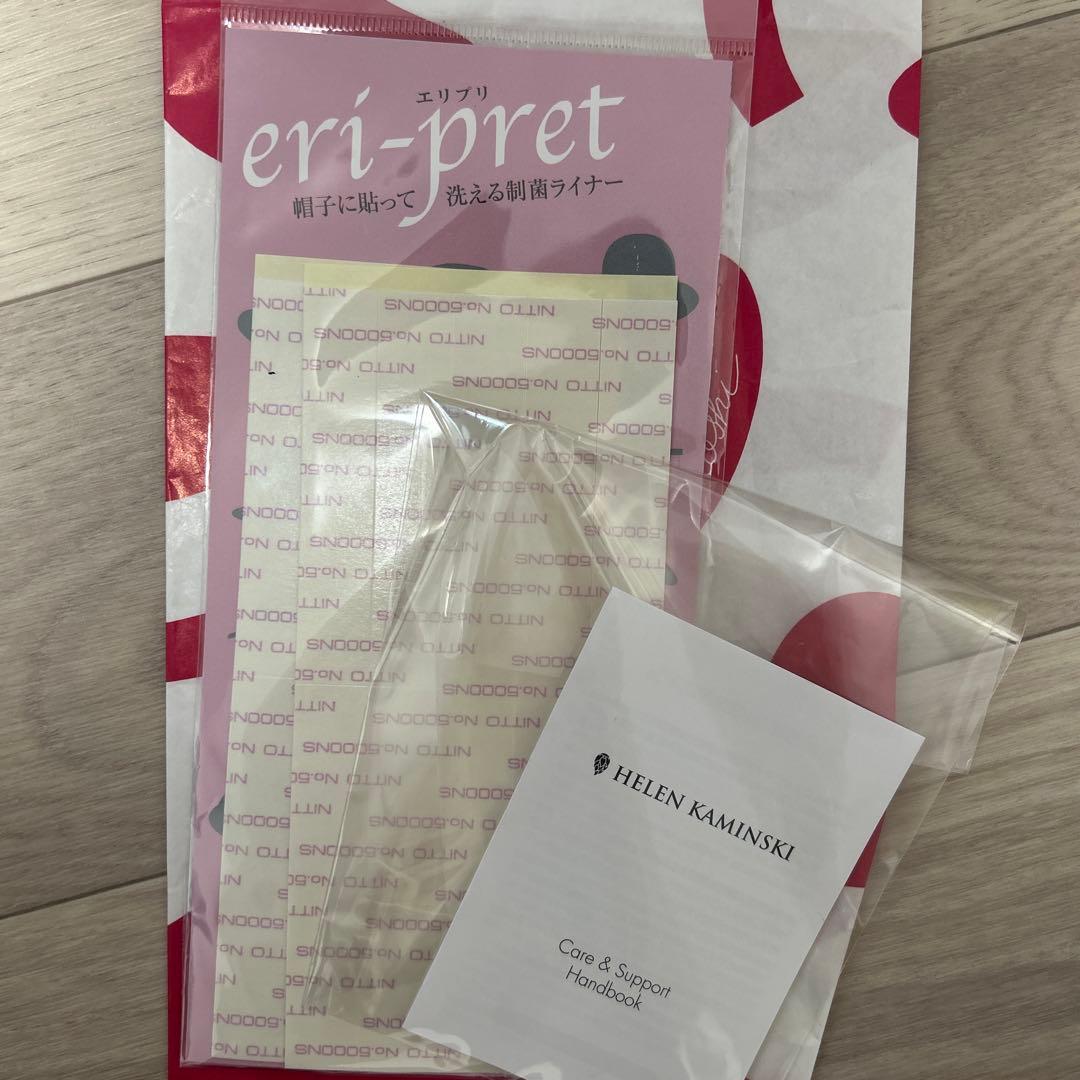 エリプリ
eri-pret
帽子に貼って 洗える制菌ライナー
NITTO No.5000NS
HELEN KAMINSKI
Care & Support
Handbook